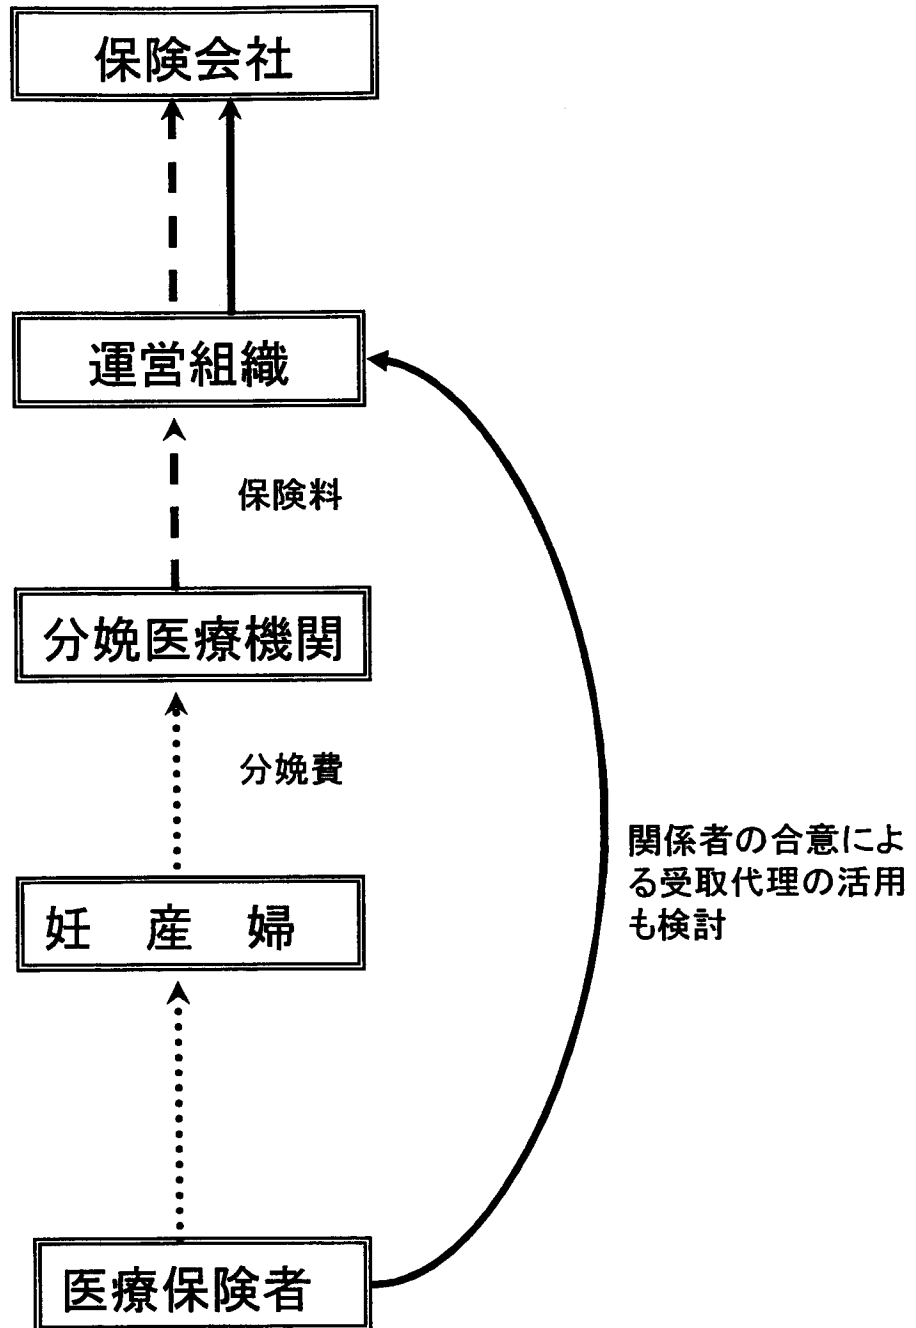 保険会社
運営組織
保険料
分娩医療機関
分娩費
関係者の合意によ
る受取代理の活用
も検討
妊 産 婦
医療保険者